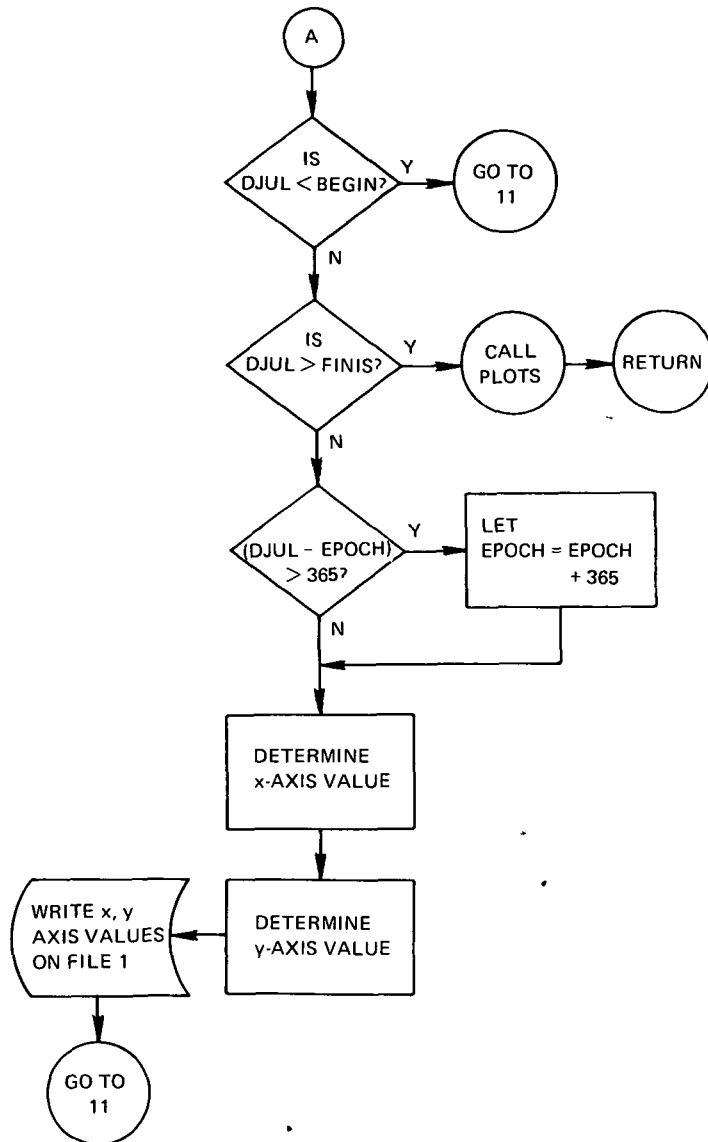 A
IS
DJUL < BEGIN?
Y
GO TO
11
N
IS
DJUL > FINIS?
Y
CALL
PLOTS
RETURN
N
(DJUL - EPOCH)
> 365?
Y
LET
EPOCH = EPOCH
+ 365
N
DETERMINE
x-AXIS VALUE
DETERMINE
y-AXIS VALUE
WRITE x, y
AXIS VALUES
ON FILE 1
GO TO
11